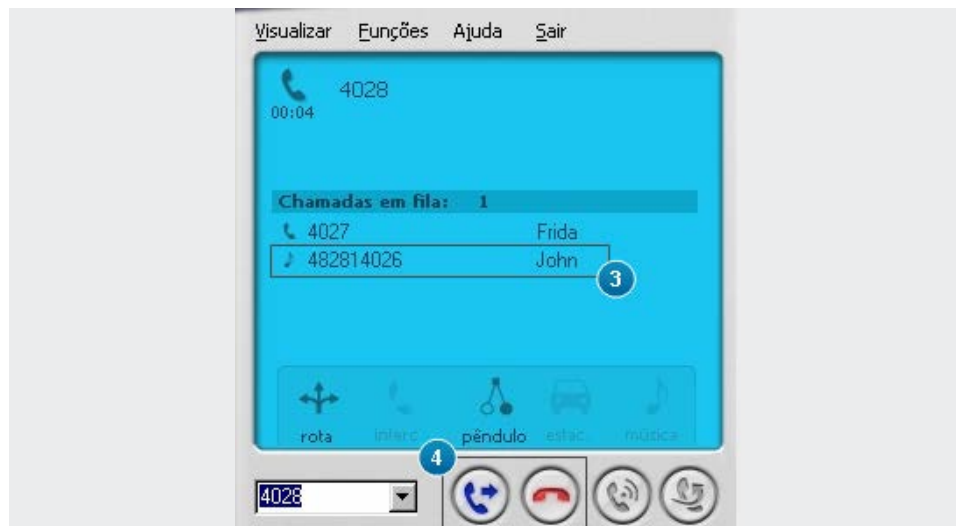 Visualizar Funções Ajuda Sair
4028
00:04
Chamadas em fila: 1
4027 Frida
482814026 John
3
rota interc pêndulo estac. música
4
4028